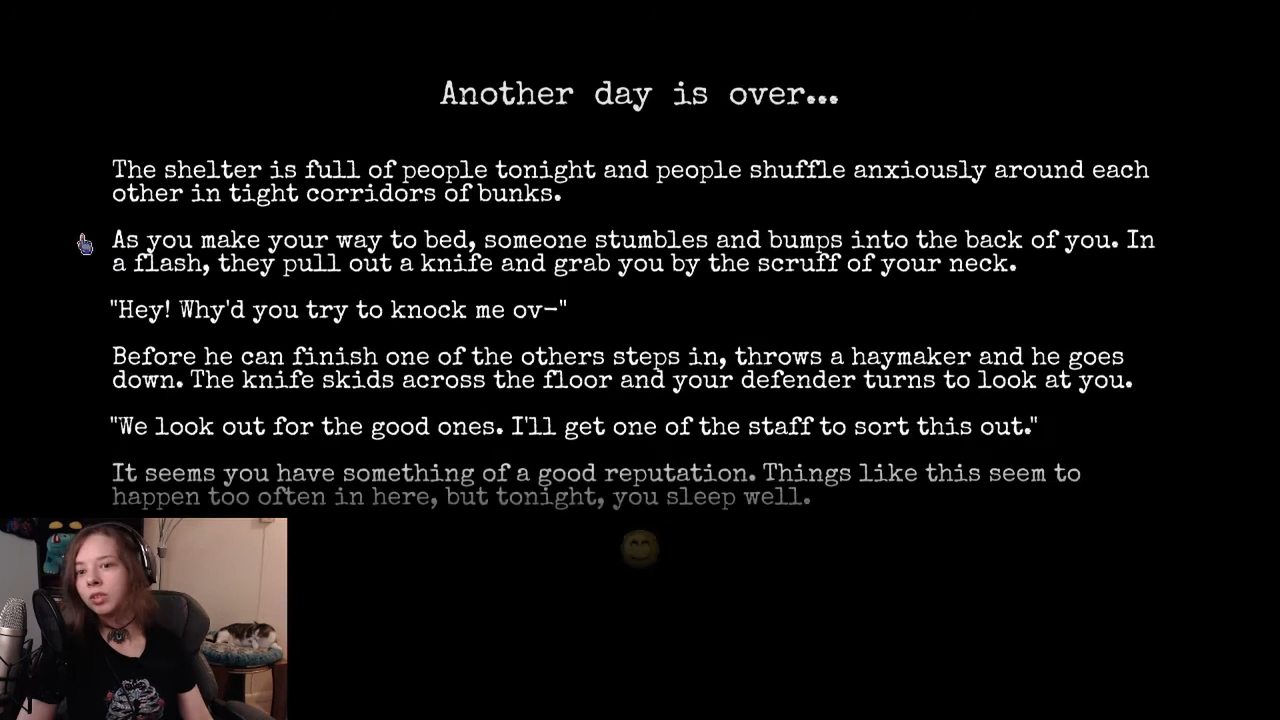 Another day is over...
The shelter is full of people tonight and people shuffle anxiously around each
other in tight corridors of bunks.
As you make your way to bed, someone stumbles and bumps into the back of you. In
a flash, they pull out a knife and grab you by the scruff of your neck.
"Hey! Why'd you try to knock me ov-"
Before he can finish one of the others steps in, throws a haymaker and he goes
down. The knife skids across the floor and your defender turns to look at you.
"We look out for the good ones. I'll get one of the staff to sort this out."
It seems you have something of a good reputation. Things like this seem to
happen too often in here, but tonight, you sleep well.